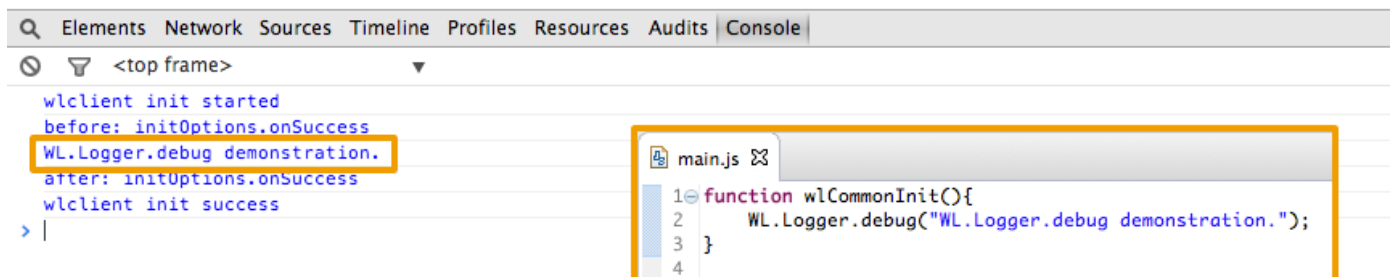 Elements Network Sources Timeline Profiles Resources Audits Console
<top frame>
wlclient init started
before: initOptions.onSuccess
WL.Logger.debug demonstration.
after: initOptions.onSuccess
wlclient init success
>
main.js
1 function wlCommonInit(){
2 WL.Logger.debug("WL.Logger.debug demonstration.");
3 }
4